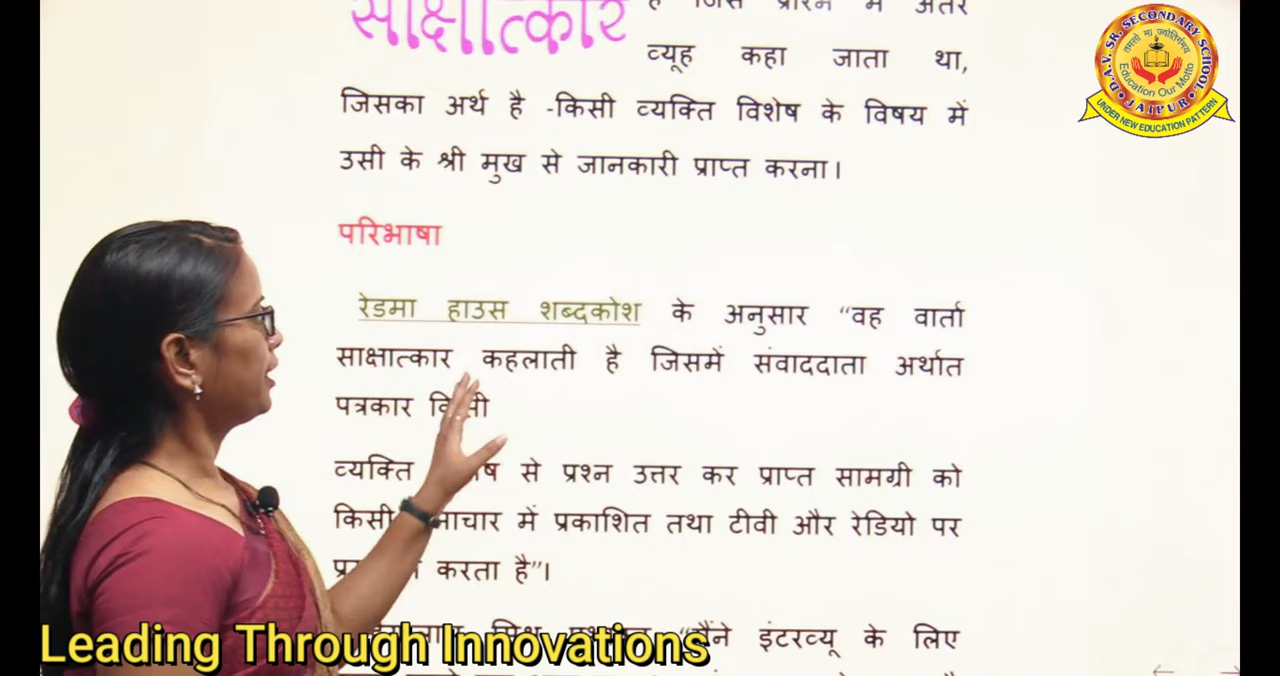 साक्षात्कार
व्यूह कहा जाता था,
जिसका अर्थ है -किसी व्यक्ति विशेष के विषय में
उसी के श्री मुख से जानकारी प्राप्त करना।
परिभाषा
रेडमा हाउस शब्दकोश के अनुसार “वह वार्ता
साक्षात्कार कहलाती है जिसमें संवाददाता अर्थात
पत्रकार
व्यक्ति से प्रश्न उत्तर कर प्राप्त सामग्री को
किसी में प्रकाशित तथा टीवी और रेडियो पर
करता है”।
“मैंने इंटरव्यू के लिए
Leading Through Innovations
D.A.V. SR. SECONDARY SCHOOL
तमसो मा ज्योतिर्गमय
Education Our Motto
• JAIPUR •
UNDER NEW EDUCATION PATTERN